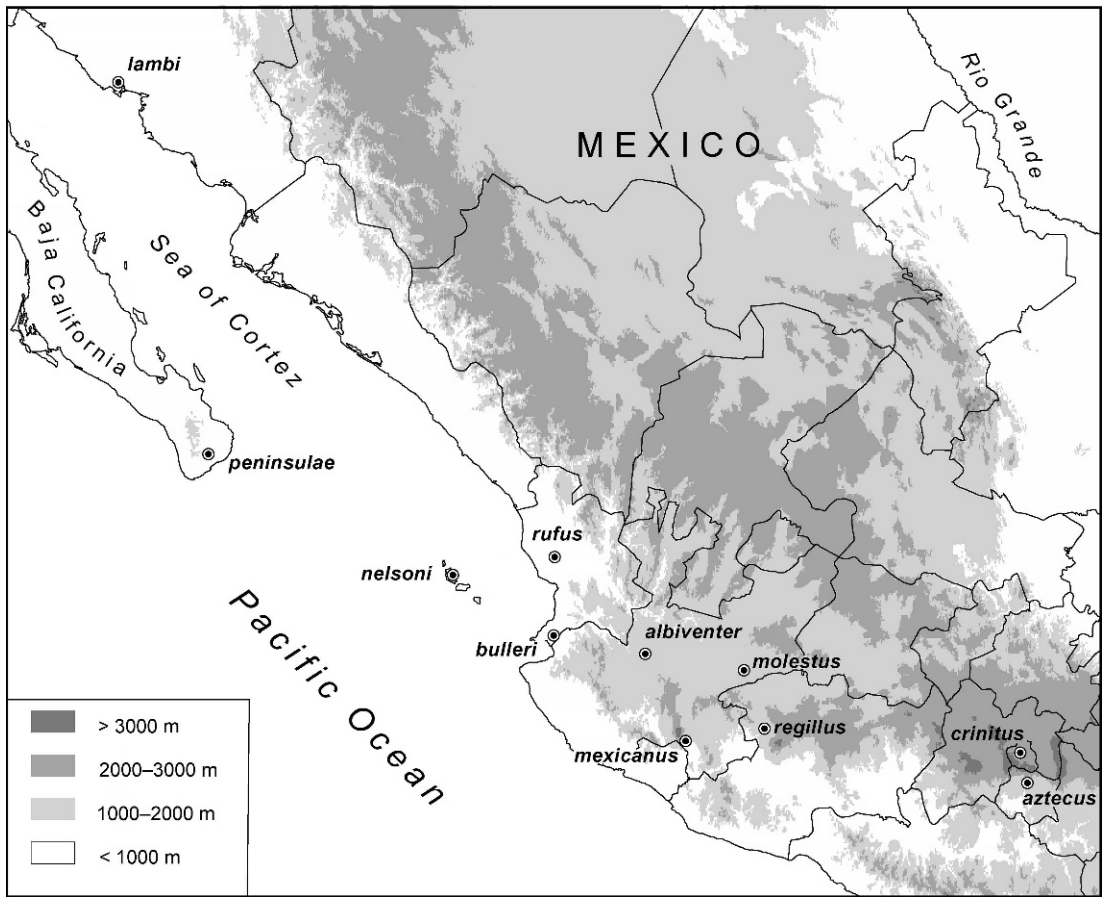 lambi
Rio Grande
MEXICO
Baja California
Sea of Cortez
peninsulae
rufus
nelsoni
Pacific Ocean
bulleri
albiventer
molestus
regillus
mexicanus
crinitus
aztecus
> 3000 m
2000–3000 m
1000–2000 m
< 1000 m